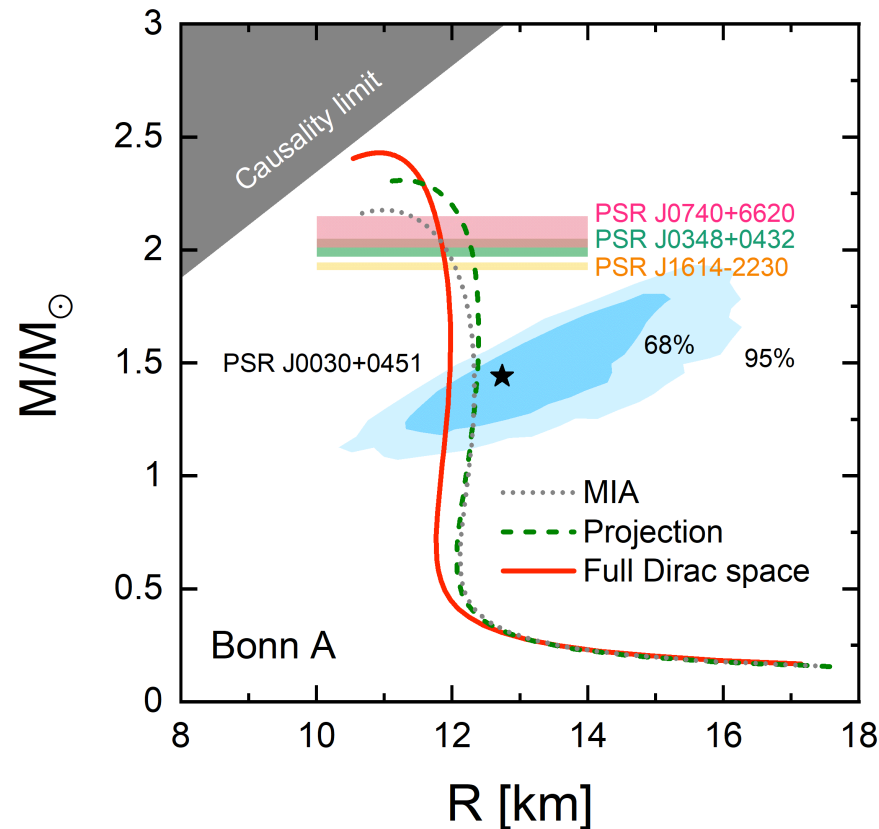 3
2.5
2
1.5
1
0.5
0
M/M☉
Causality limit
PSR J0740+6620
PSR J0348+0432
PSR J1614-2230
PSR J0030+0451
68%
95%
MIA
Projection
Full Dirac space
Bonn A
8 10 12 14 16 18
R [km]